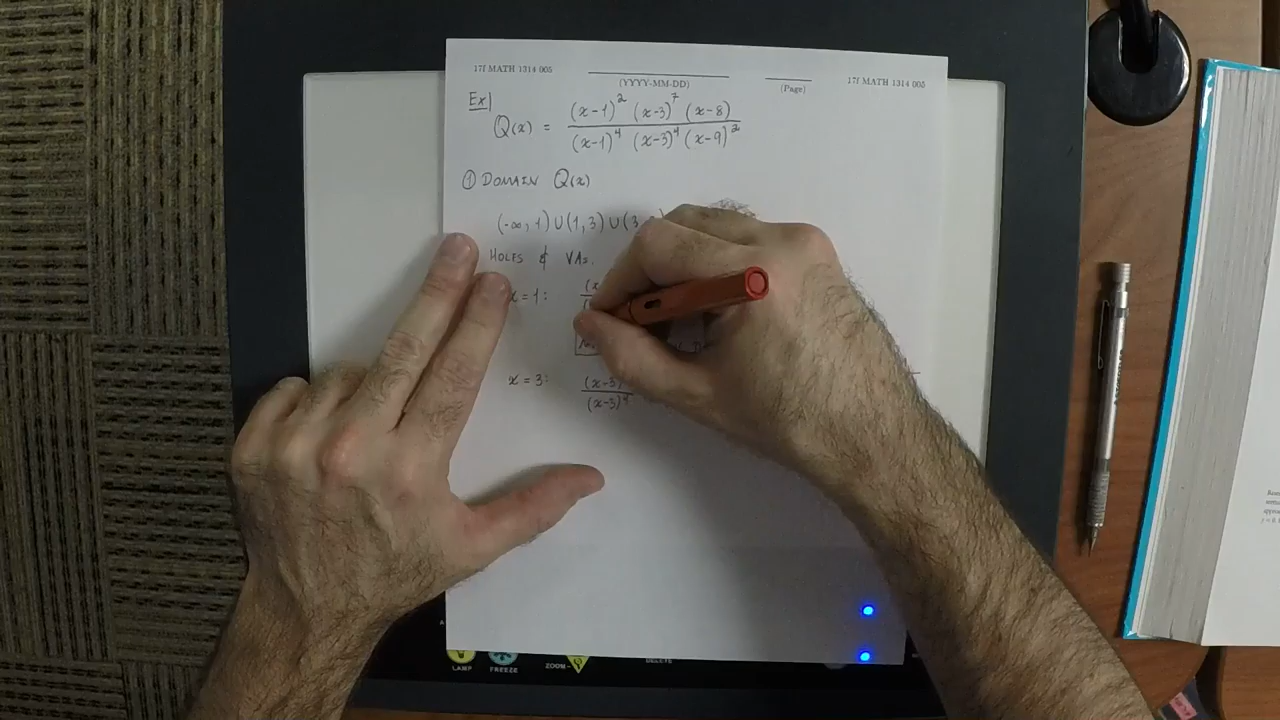 17f MATH 1314 005
(YYYY-MM-DD)
(Page)
17f MATH 1314 005
Ex|
Q(x) = (x-1)² (x-3)⁷ (x-8)
(x-1)⁴ (x-3)⁴ (x-9)²
① DOMAIN Q(x)
(-∞, 1) ∪ (1, 3) ∪ (3,
HOLES & VAs.
x = 1:
x = 3: (x-3)
(x-3)⁴
LAMP
FREEZE
ZOOM